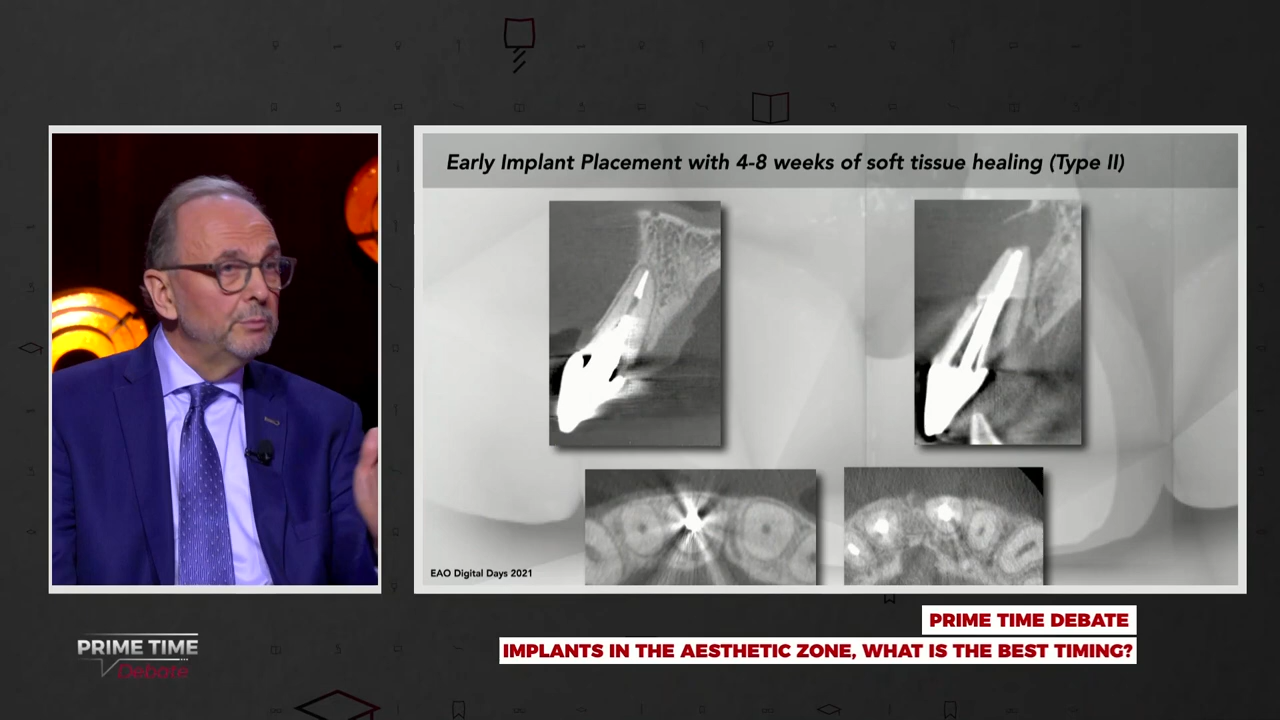 Early Implant Placement with 4-8 weeks of soft tissue healing (Type II)
EAO Digital Days 2021
PRIME TIME DEBATE
IMPLANTS IN THE AESTHETIC ZONE, WHAT IS THE BEST TIMING?
PRIME TIME
Debate